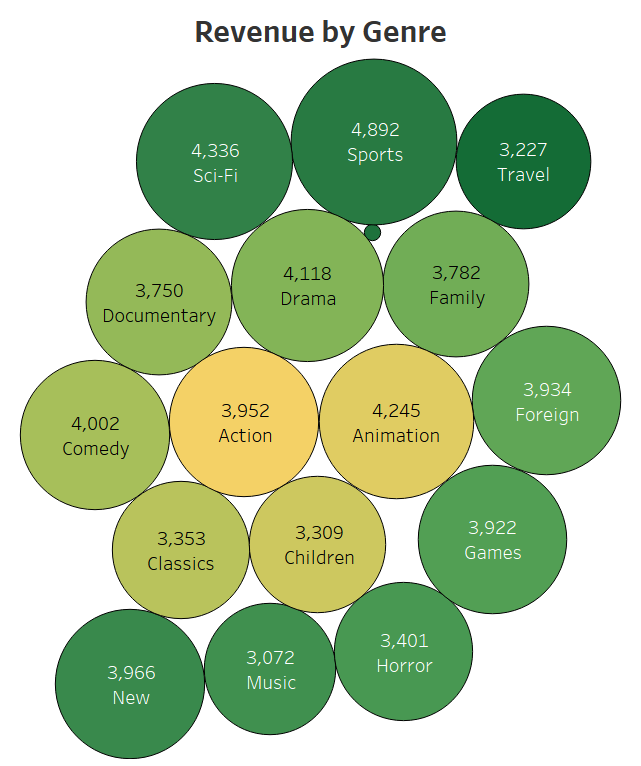 Revenue by Genre
4,336
Sci-Fi
4,892
Sports
3,227
Travel
3,750
Documentary
4,118
Drama
3,782
Family
4,002
Comedy
3,952
Action
4,245
Animation
3,934
Foreign
3,353
Classics
3,309
Children
3,922
Games
3,966
New
3,072
Music
3,401
Horror